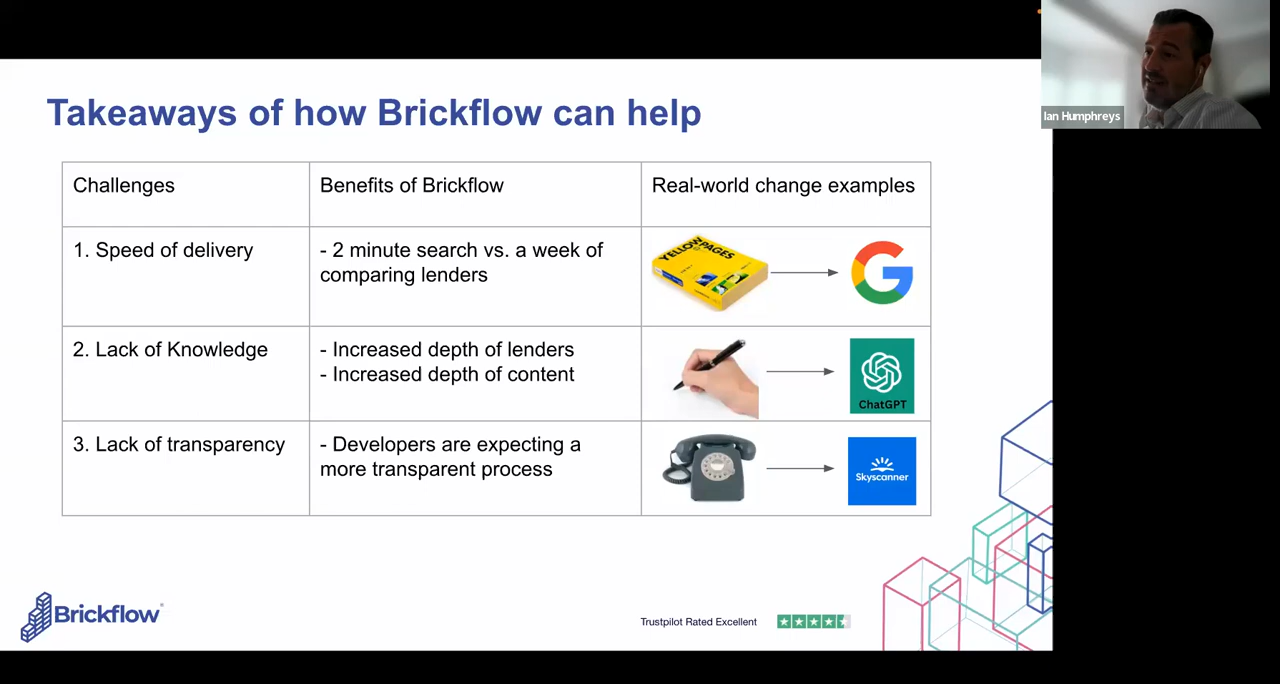 Ian Humphreys
Takeaways of how Brickflow can help
Challenges
Benefits of Brickflow
Real-world change examples
1. Speed of delivery
- 2 minute search vs. a week of
comparing lenders
YELLOW PAGES
G
2. Lack of Knowledge
- Increased depth of lenders
- Increased depth of content
ChatGPT
3. Lack of transparency
- Developers are expecting a
more transparent process
Skyscanner
Brickflow
Trustpilot Rated Excellent